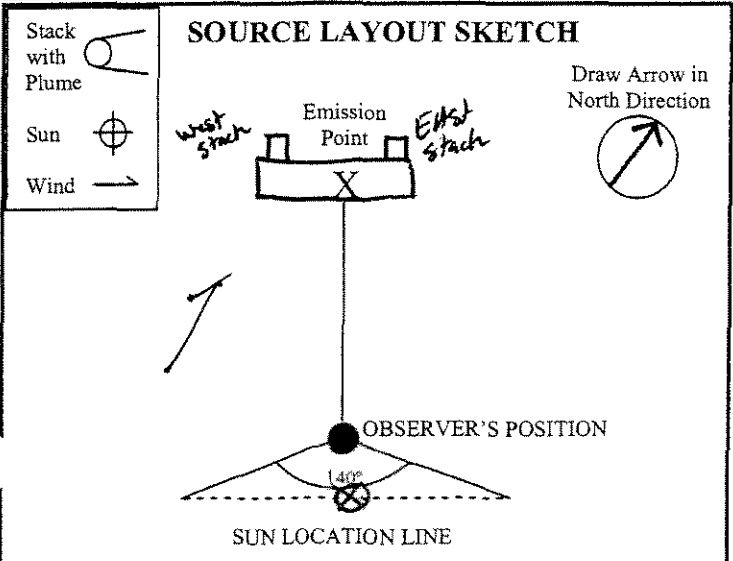 SOURCE LAYOUT SKETCH
Stack
with
Plume
Sun
Wind
Draw Arrow in
North Direction
West
stack
Emission
Point
X
East
stack
OBSERVER'S POSITION
140°
SUN LOCATION LINE